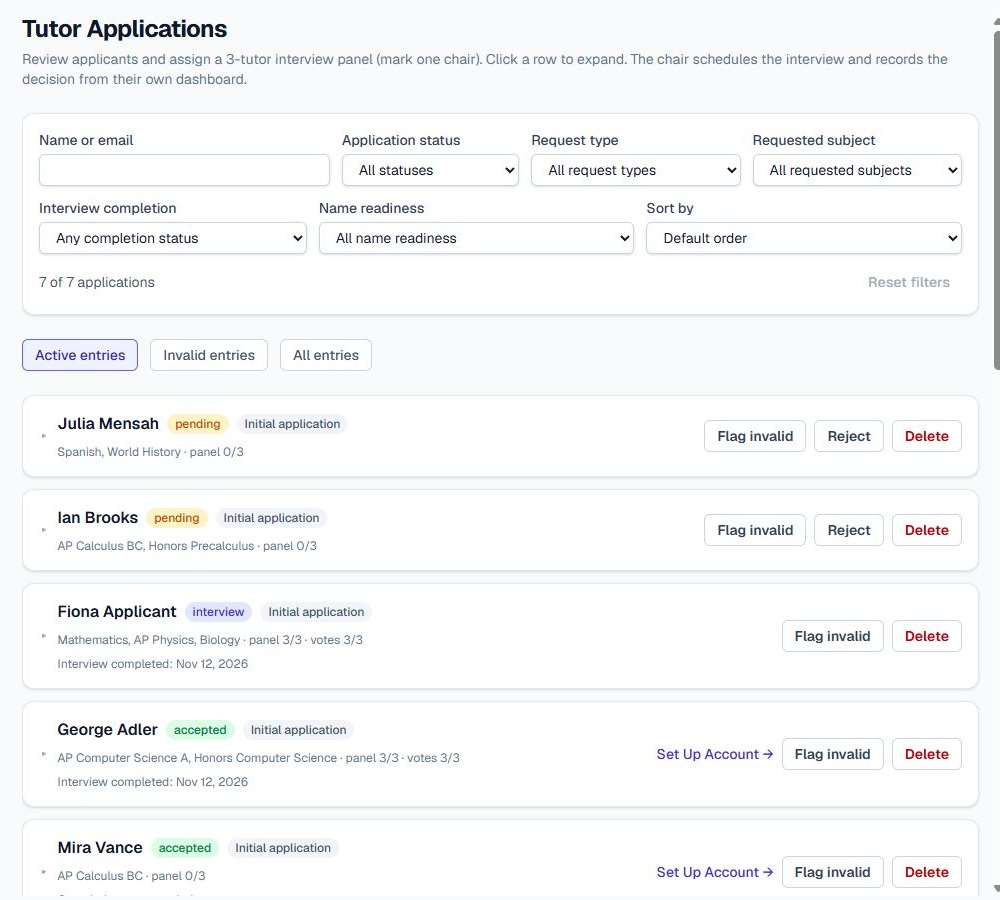 Tutor Applications
Review applicants and assign a 3-tutor interview panel (mark one chair). Click a row to expand. The chair schedules the interview and records the
decision from their own dashboard.
Name or email
Application status
Request type
Requested subject
All statuses
All request types
All requested subjects
Interview completion
Name readiness
Sort by
Any completion status
All name readiness
Default order
7 of 7 applications
Reset filters
Active entries
Invalid entries
All entries
Julia Mensah pending Initial application
Spanish, World History · panel 0/3
Flag invalid Reject Delete
Ian Brooks pending Initial application
AP Calculus BC, Honors Precalculus · panel 0/3
Flag invalid Reject Delete
Fiona Applicant interview Initial application
Mathematics, AP Physics, Biology · panel 3/3 · votes 3/3
Interview completed: Nov 12, 2026
Flag invalid Delete
George Adler accepted Initial application
AP Computer Science A, Honors Computer Science · panel 3/3 · votes 3/3
Interview completed: Nov 12, 2026
Set Up Account → Flag invalid Delete
Mira Vance accepted Initial application
AP Calculus BC · panel 0/3
Set Up Account → Flag invalid Delete